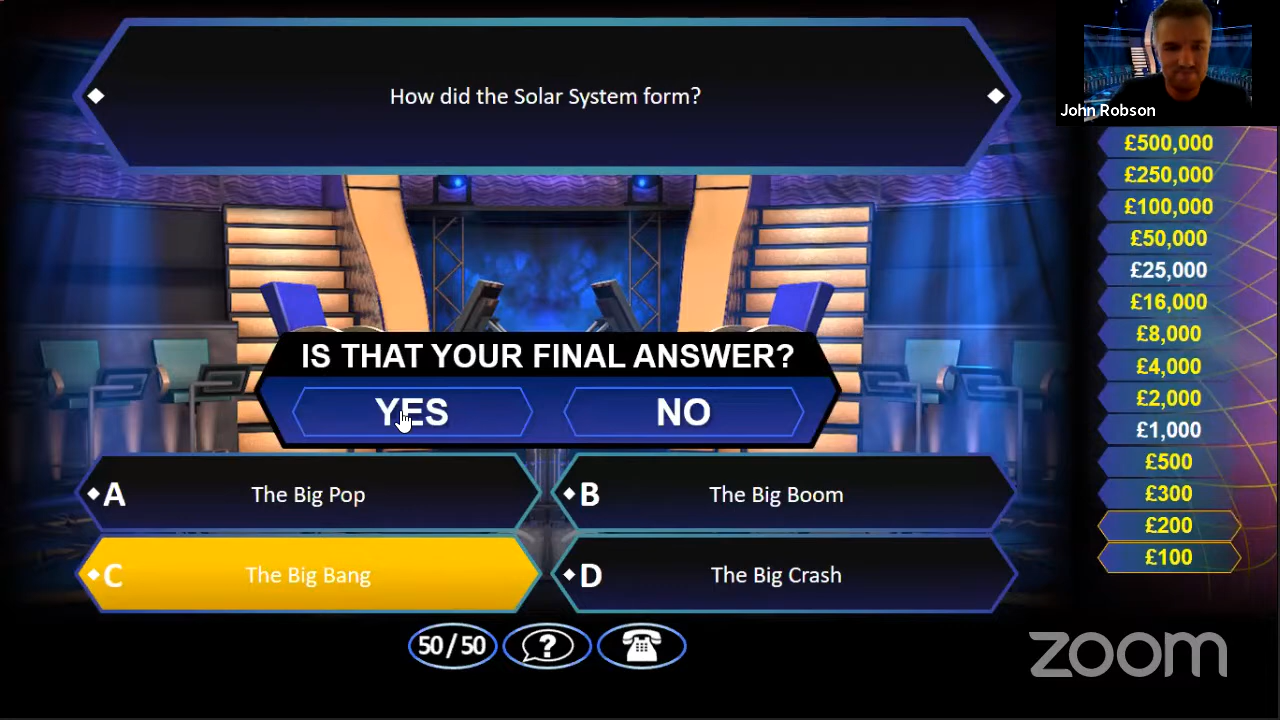 How did the Solar System form?
John Robson
£500,000
£250,000
£100,000
£50,000
£25,000
£16,000
£8,000
£4,000
£2,000
£1,000
£500
£300
£200
£100
IS THAT YOUR FINAL ANSWER?
YES NO
A The Big Pop
B The Big Boom
C The Big Bang
D The Big Crash
50/50 ?
zoom